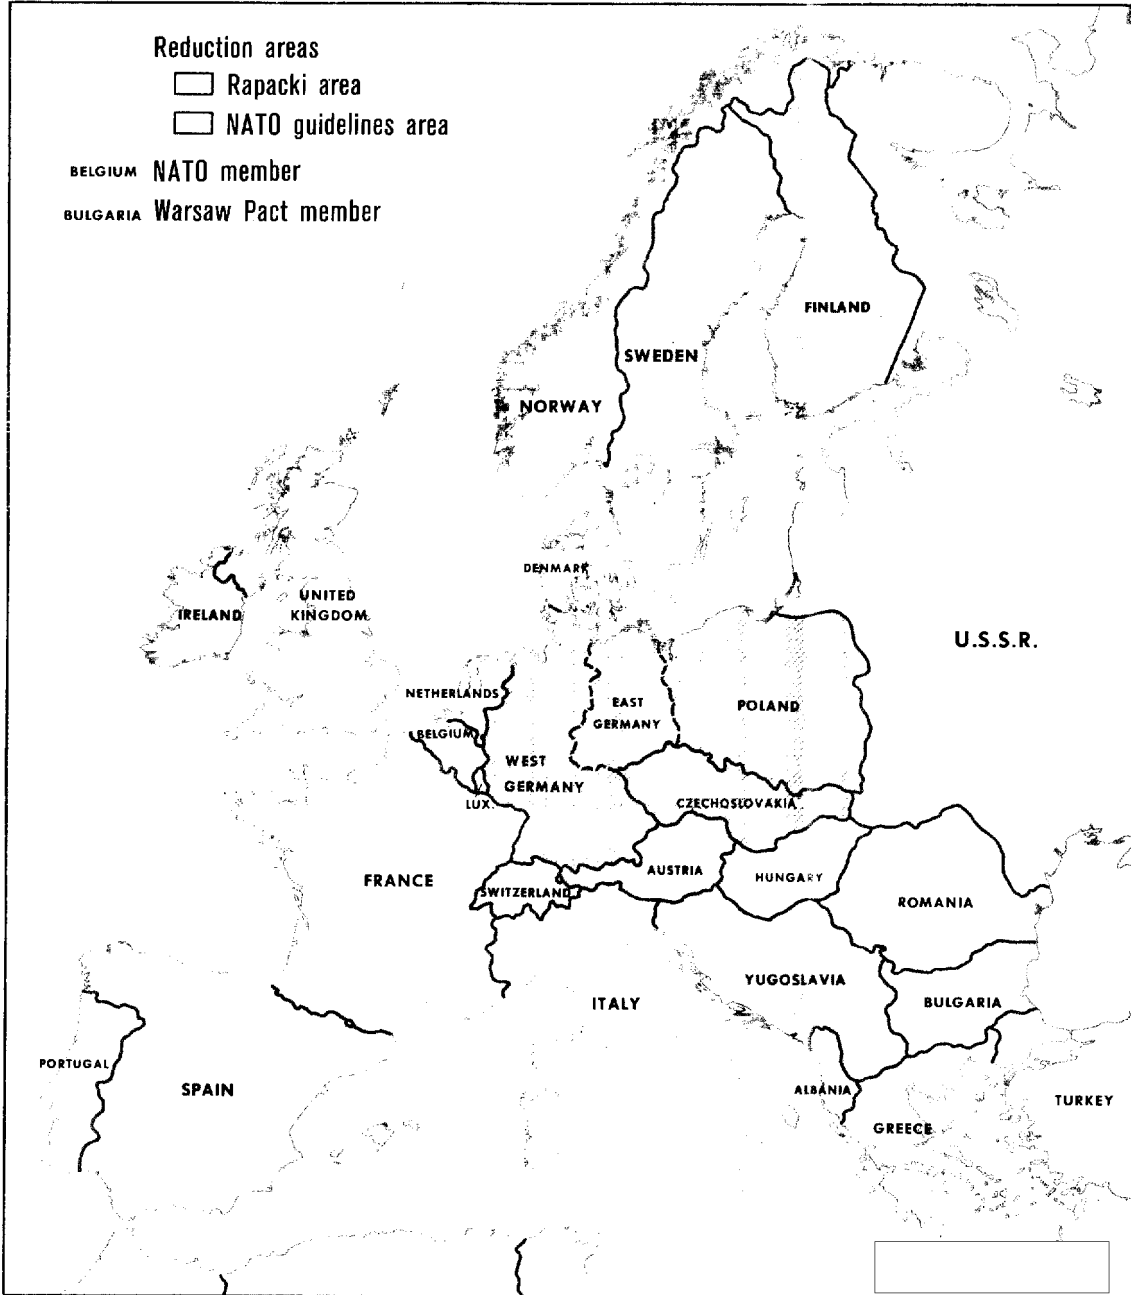 Reduction areas
Rapacki area
NATO guidelines area
BELGIUM NATO member
BULGARIA Warsaw Pact member
FINLAND
SWEDEN
NORWAY
DENMARK
UNITED
KINGDOM
IRELAND
U.S.S.R.
NETHERLANDS
EAST
GERMANY
POLAND
BELGIUM
WEST
GERMANY
LUX.
CZECHOSLOVAKIA
FRANCE
AUSTRIA
HUNGARY
SWITZERLAND
ROMANIA
YUGOSLAVIA
BULGARIA
ITALY
PORTUGAL
SPAIN
ALBANIA
TURKEY
GREECE